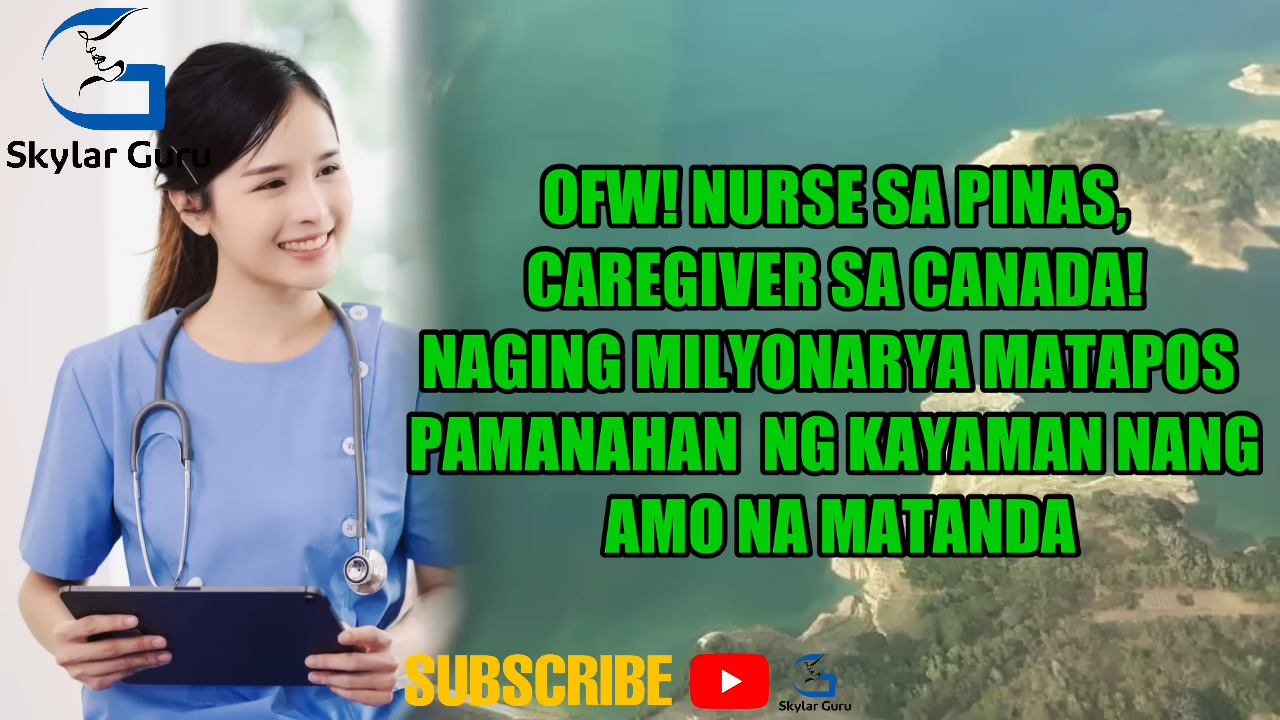 Skylar Guru
OFW! NURSE SA PINAS,
CAREGIVER SA CANADA!
NAGING MILYONARYA MATAPOS
PAMANAHAN NG KAYAMAN NANG
AMO NA MATANDA
SUBSCRIBE
Skylar Guru